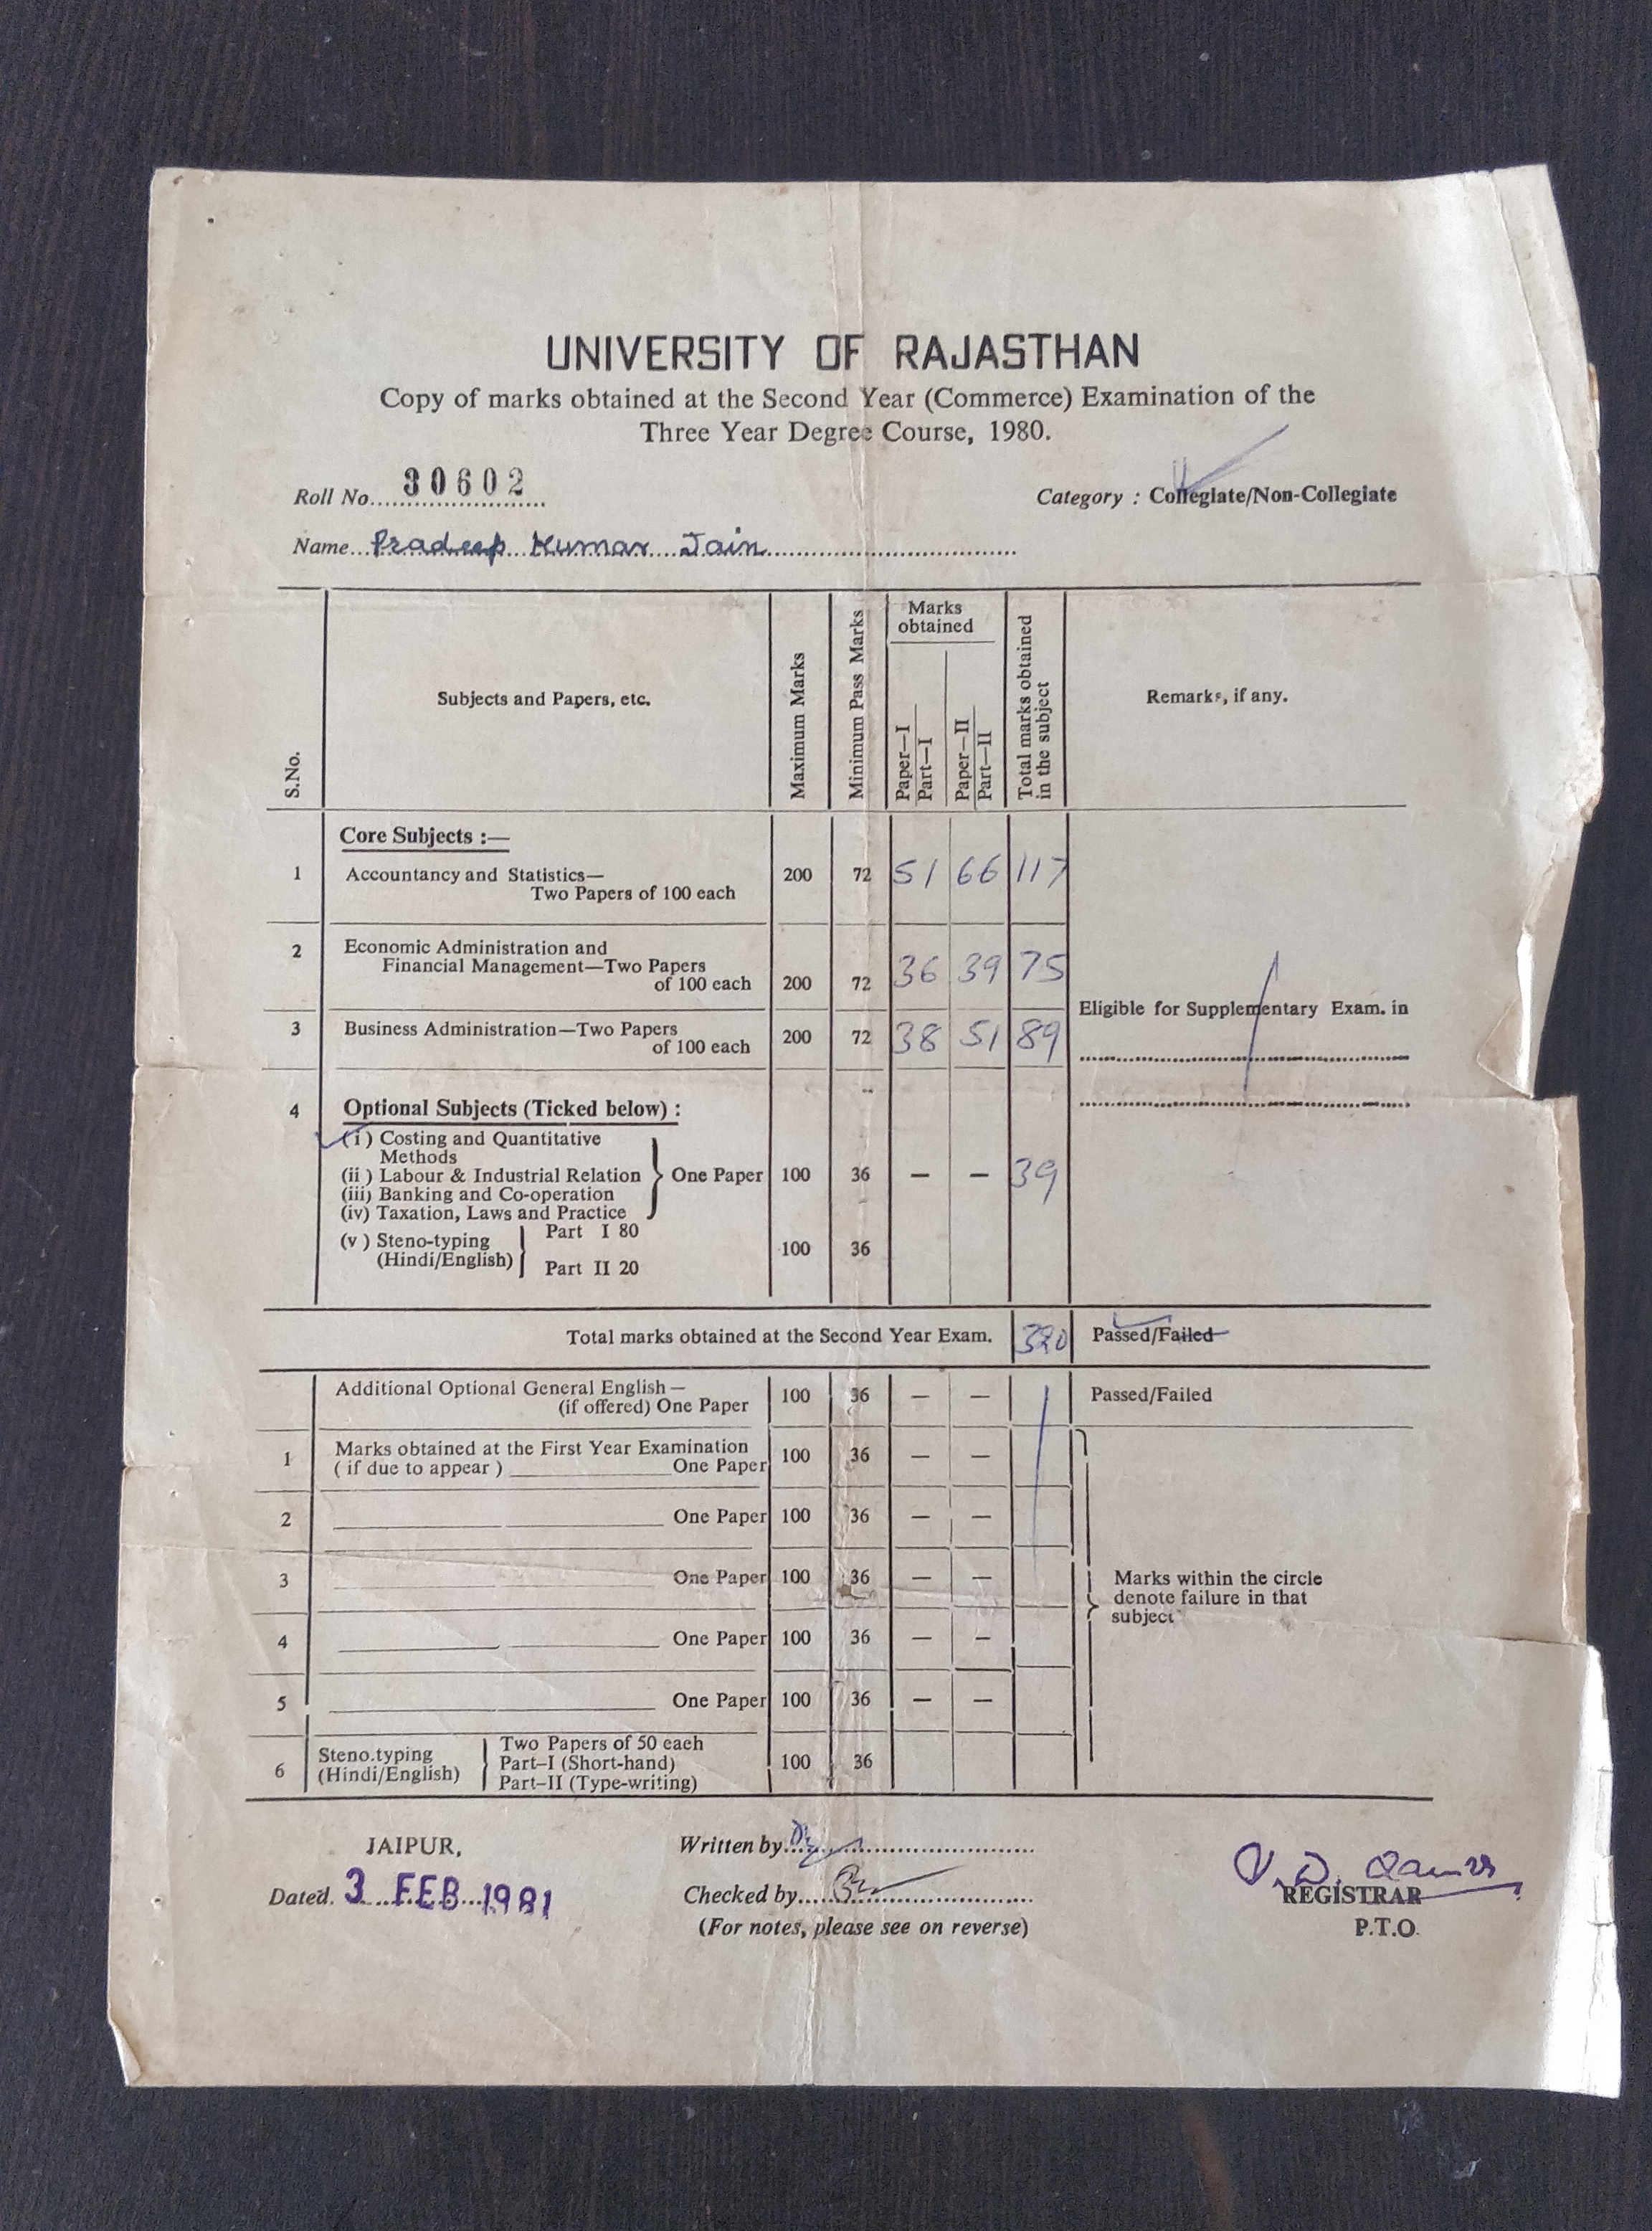 UNIVERSITY OF RAJASTHAN
Copy of marks obtained at the Second Year (Commerce) Examination of the
Three Year Degree Course, 1980.
Roll No. 30602
Category : Collegiate/Non-Collegiate
Name Pradeep Kumar Jain
S.No.
Subjects and Papers, etc.
Maximum Marks
Minimum Pass Marks
Marks
obtained
Paper—I
Part—I
Paper—II
Part—II
Total marks obtained
in the subject
Remarks, if any.
Core Subjects :—
1 Accountancy and Statistics— 200 72 51 66 117
Two Papers of 100 each
2 Economic Administration and
Financial Management—Two Papers 36 39 75
of 100 each 200 72
Eligible for Supplementary Exam. in
3 Business Administration—Two Papers 200 72 38 51 89
of 100 each
4 Optional Subjects (Ticked below) :
(i) Costing and Quantitative
Methods
(ii) Labour & Industrial Relation One Paper 100 36 — — 39
(iii) Banking and Co-operation
(iv) Taxation, Laws and Practice
Part I 80
(v) Steno-typing 100 36
(Hindi/English)
Part II 20
Total marks obtained at the Second Year Exam. 320 Passed/Failed
Additional Optional General English— 100 36 — — Passed/Failed
(if offered) One Paper
1 Marks obtained at the First Year Examination 100 36 — —
(if due to appear) One Paper
2 One Paper 100 36 — —
3 One Paper 100 36 — —
Marks within the circle
denote failure in that
subject
4 One Paper 100 36 — —
5 One Paper 100 36 — —
Two Papers of 50 each
6 Steno.typing Part-I (Short-hand) 100 36
(Hindi/English) Part-II (Type-writing)
JAIPUR,
Written by
Dated. 3 FEB 1981
Checked by
REGISTRAR
(For notes, please see on reverse)
P.T.O.